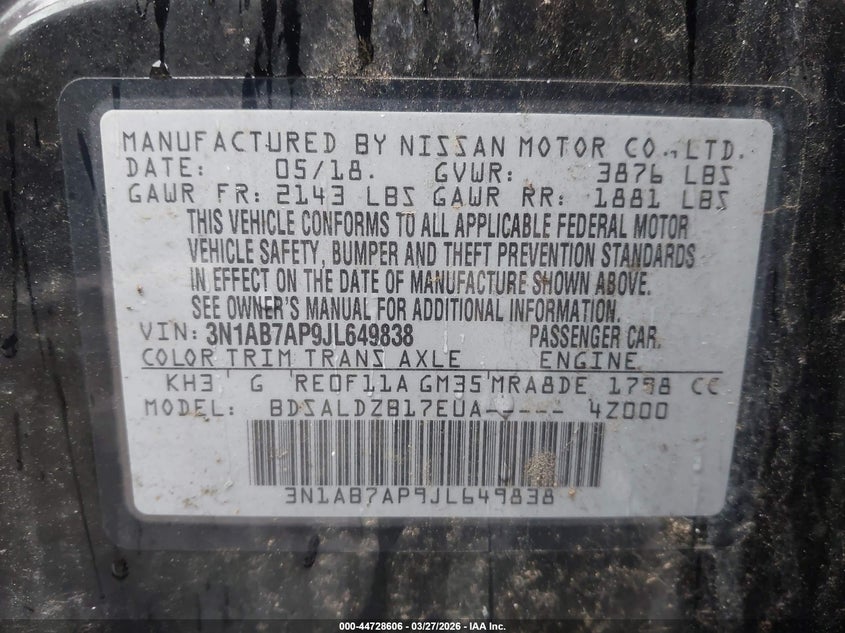 MANUFACTURED BY NISSAN MOTOR CO., LTD.
DATE: 05/18. GVWR: 3876 LBS
GAWR FR: 2143 LBS GAWR RR: 1881 LBS
THIS VEHICLE CONFORMS TO ALL APPLICABLE FEDERAL MOTOR
VEHICLE SAFETY, BUMPER AND THEFT PREVENTION STANDARDS
IN EFFECT ON THE DATE OF MANUFACTURE SHOWN ABOVE.
SEE OWNER'S MANUAL FOR ADDITIONAL INFORMATION.
VIN: 3N1AB7AP9JL649838 PASSENGER CAR.
COLOR TRIM TRANS AXLE ENGINE
KH3 G RE0F11A GM35 MRA8DE 1798 CC
MODEL: BDSALDZB17EUA----- 4Z000
3N1AB7AP9JL649838
000-44728606 | 03/27/2026 - IAA Inc.